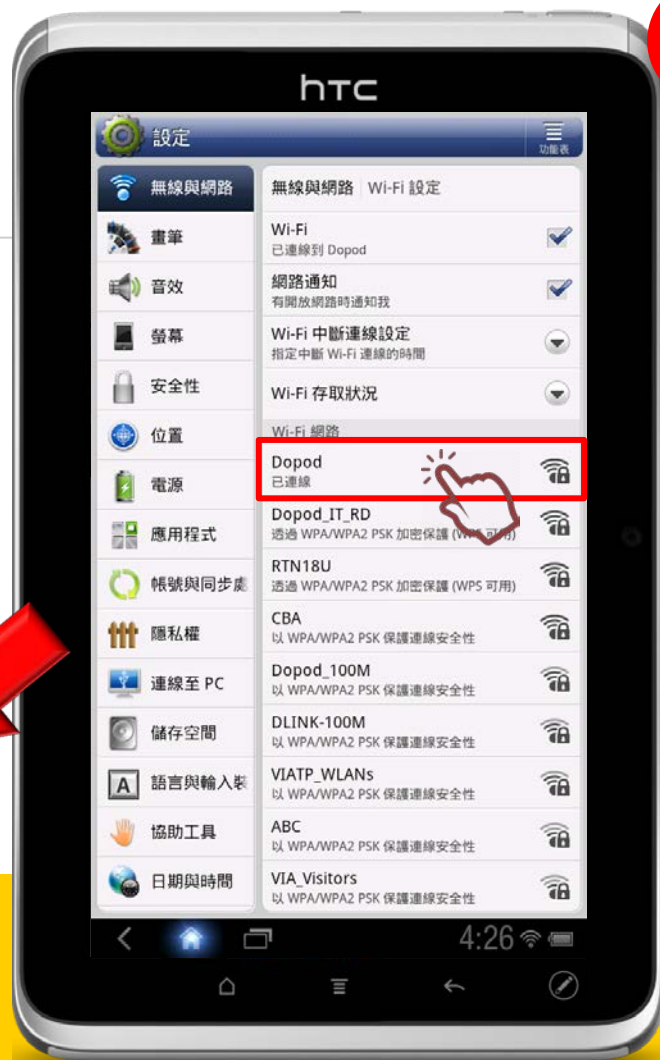 htc
設定
功能表
無線與網路
畫筆
音效
螢幕
安全性
位置
電源
應用程式
帳號與同步處
隱私權
連線至 PC
儲存空間
A 語言與輸入裝
協助工具
日期與時間
無線與網路 Wi-Fi 設定
Wi-Fi
已連線到 Dopod
網路通知
有開放網路時通知我
Wi-Fi 中斷連線設定
指定中斷 Wi-Fi 連線的時間
Wi-Fi 存取狀況
Wi-Fi 網路
Dopod
已連線
Dopod_IT_RD
透過 WPA/WPA2 PSK 加密保護 (WPS 可用)
RTN18U
透過 WPA/WPA2 PSK 加密保護 (WPS 可用)
CBA
以 WPA/WPA2 PSK 保護連線安全性
Dopod_100M
以 WPA/WPA2 PSK 保護連線安全性
DLINK-100M
以 WPA/WPA2 PSK 保護連線安全性
VIATP_WLANs
以 WPA/WPA2 PSK 保護連線安全性
ABC
以 WPA/WPA2 PSK 保護連線安全性
VIA_Visitors
以 WPA/WPA2 PSK 保護連線安全性
4:26